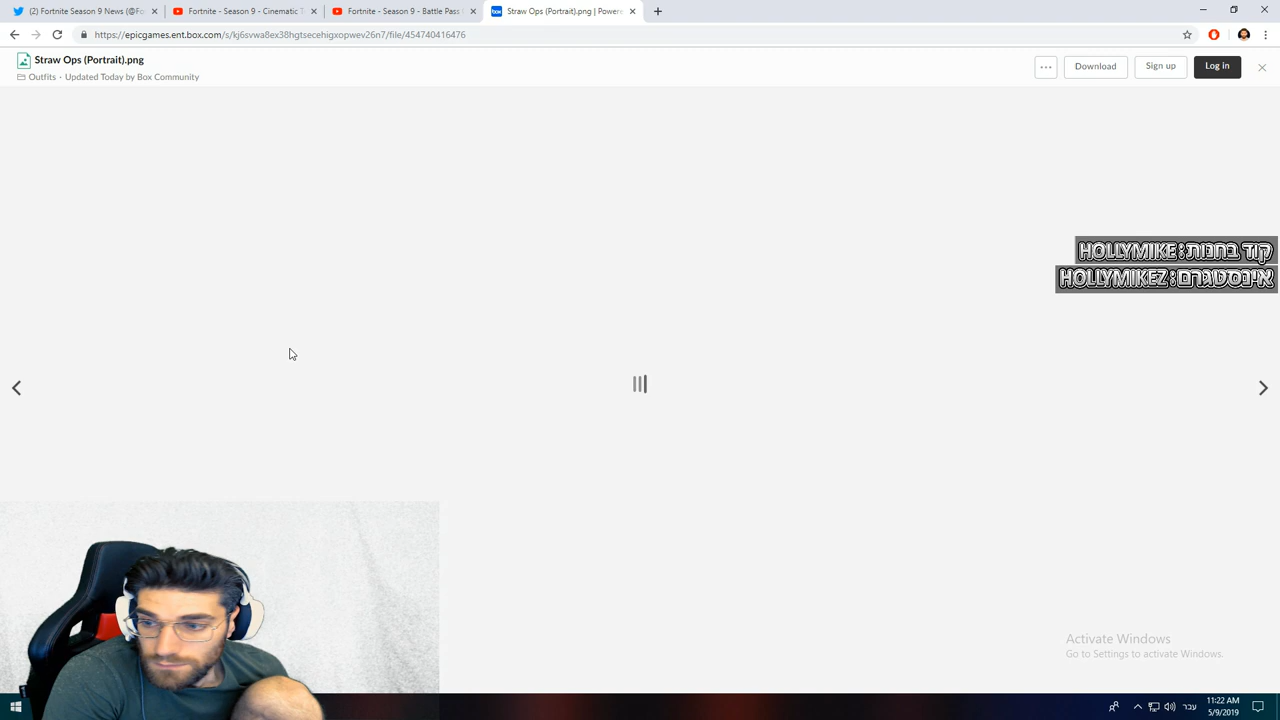 (2) Fortnite Season 9 News (@Fo
Fortnite - Season 9 - Cinematic T
Fortnite - Season 9 - Battle Pass
Straw Ops (Portrait).png | Powere
https://epicgames.ent.box.com/s/kj6svwa8ex38hgtsecehigxopwev26n7/file/454740416476
Straw Ops (Portrait).png
Outfits · Updated Today by Box Community
Download
Sign up
Log in
קוד בחנות: HOLLYMIKE
אינסטגרם: HOLLYMIKEZ
Activate Windows
Go to Settings to activate Windows.
עבר
11:22 AM
5/9/2019